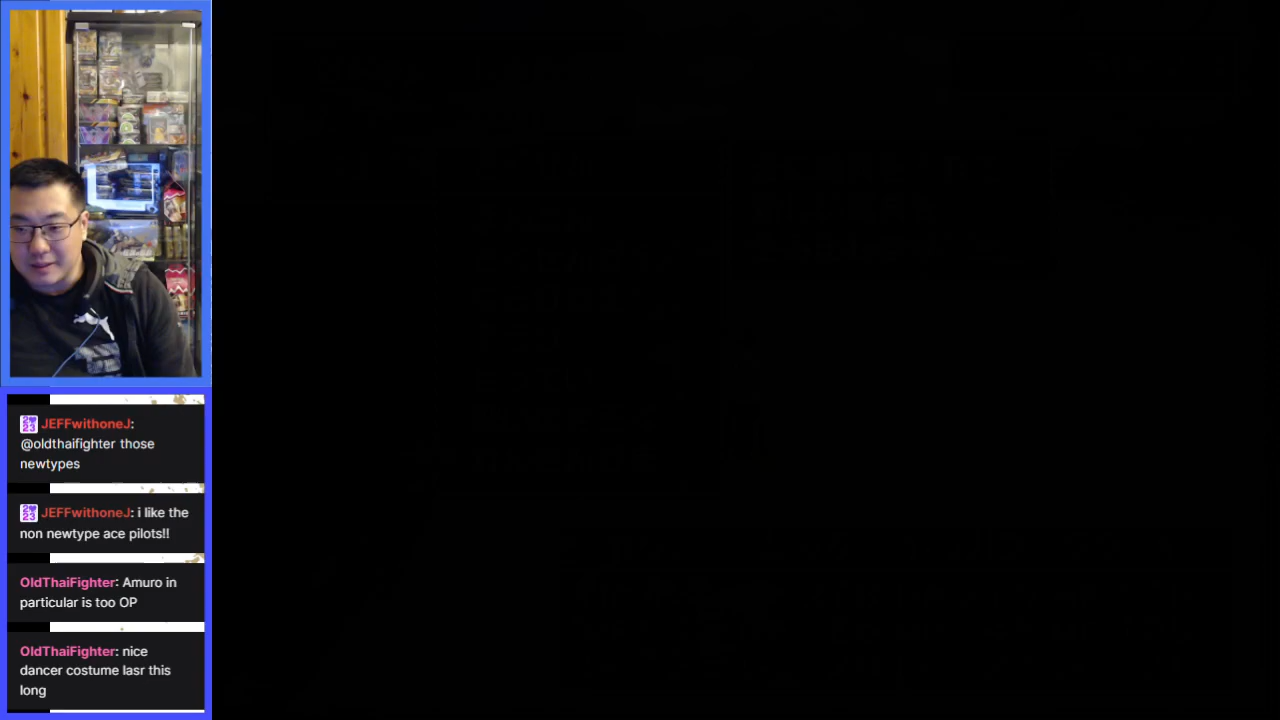 JEFFwithoneJ:
@oldthaifighter those
newtypes
JEFFwithoneJ: i like the
non newtype ace pilots!!
OldThaiFighter: Amuro in
particular is too OP
OldThaiFighter: nice
dancer costume lasr this
long